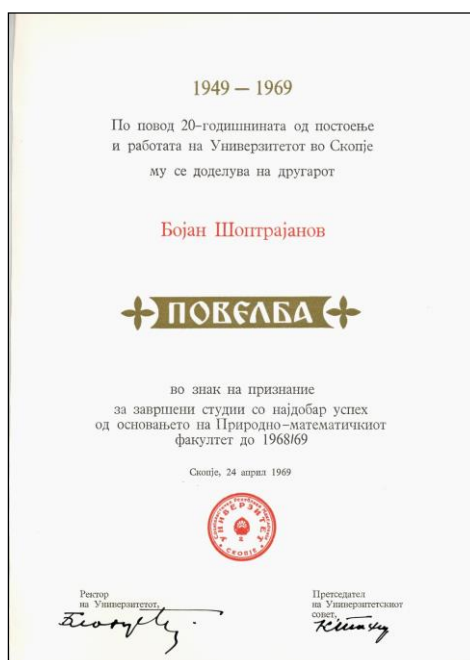 1949 — 1969
По повод 20-годишнината од постоење
и работата на Универзитетот во Скопје
му се доделува на другарот
Бојан Шоптрајанов
ПОВЕЛБА
во знак на признание
за завршени студии со најдобар успех
од основањето на Природно-математичкиот
факултет до 1968/69
Скопје, 24 април 1969
УНИВЕРЗИТЕТ
СКОПЈЕ
Ректор
на Универзитетот,
Претседател
на Универзитетскиот
совет,